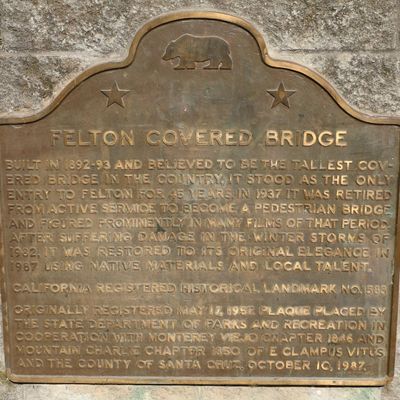 FELTON COVERED BRIDGE
BUILT IN 1892-93 AND BELIEVED TO BE THE TALLEST COV-
ERED BRIDGE IN THE COUNTRY, IT STOOD AS THE ONLY
ENTRY TO FELTON FOR 45 YEARS. IN 1937 IT WAS RETIRED
FROM ACTIVE SERVICE TO BECOME A PEDESTRIAN BRIDGE
AND FIGURED PROMINENTLY IN MANY FILMS OF THAT PERIOD.
AFTER SUFFERING DAMAGE IN THE WINTER STORMS OF
1982, IT WAS RESTORED TO ITS ORIGINAL ELEGANCE IN
1987 USING NATIVE MATERIALS AND LOCAL TALENT.
CALIFORNIA REGISTERED HISTORICAL LANDMARK NO. 1583
ORIGINALLY REGISTERED MAY 17, 1957. PLAQUE PLACED BY
THE STATE DEPARTMENT OF PARKS AND RECREATION IN
COOPERATION WITH MONTEREY VIEJO CHAPTER 1846 AND
MOUNTAIN CHARLIE CHAPTER 1850 OF E CLAMPUS VITUS
AND THE COUNTY OF SANTA CRUZ, OCTOBER 10, 1987.